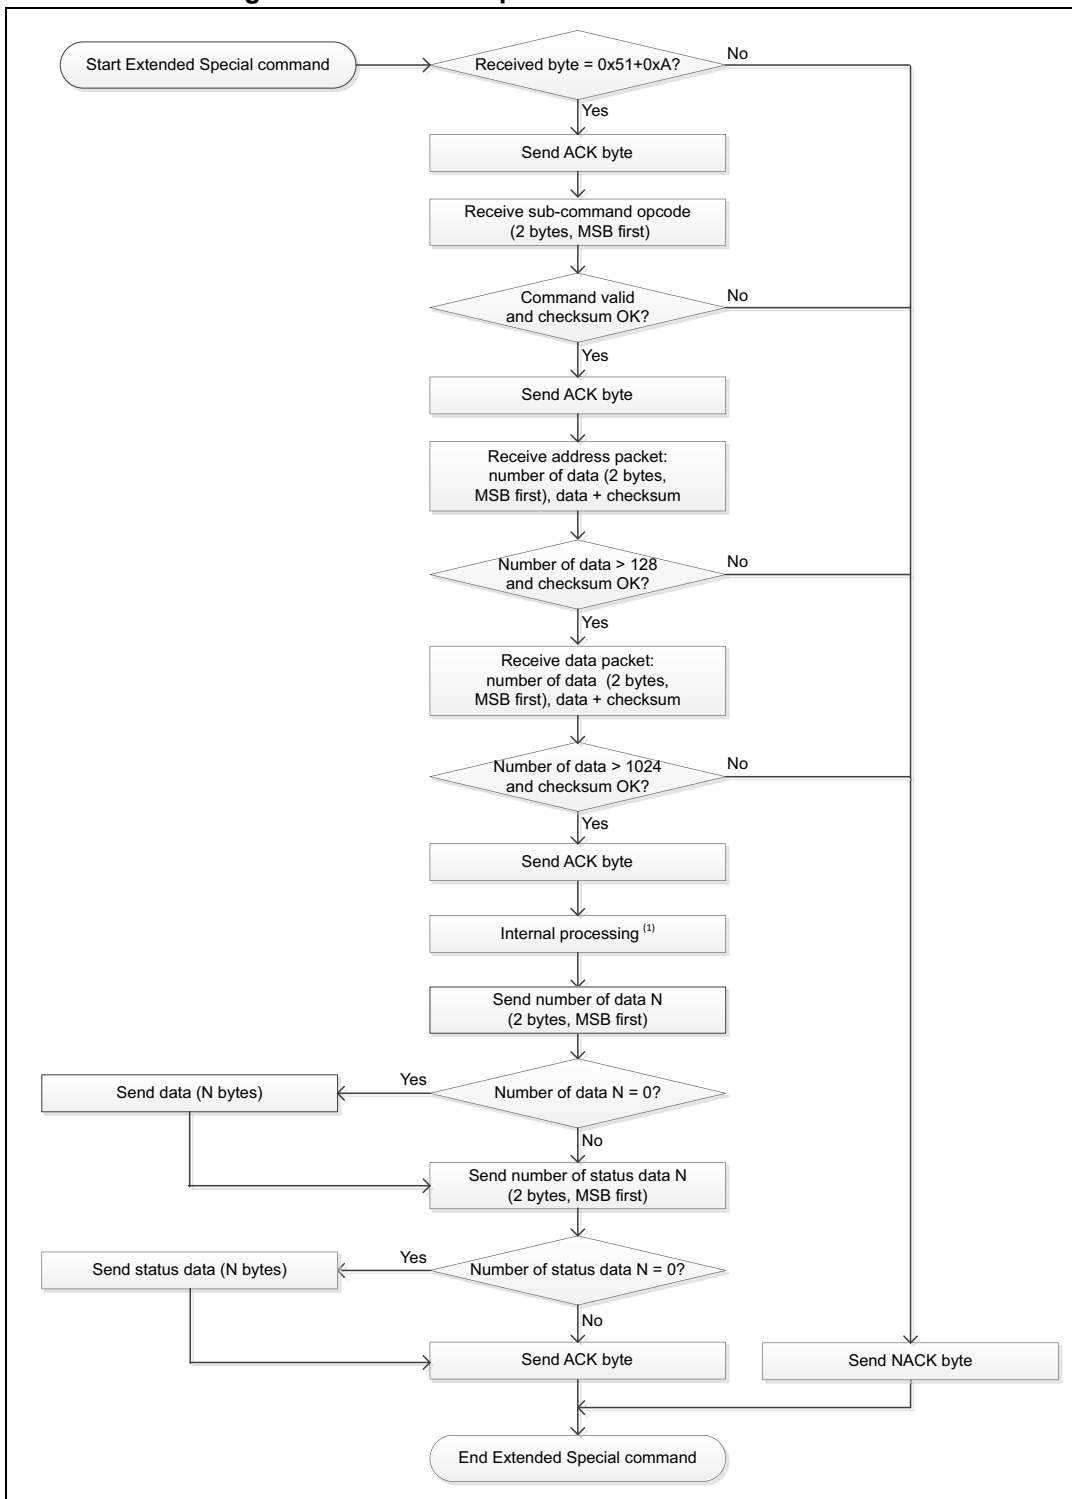 Start Extended Special command
Received byte = 0x51+0xA?
No
Yes
Send ACK byte
Receive sub-command opcode
(2 bytes, MSB first)
Command valid
and checksum OK?
No
Yes
Send ACK byte
Receive address packet:
number of data (2 bytes,
MSB first), data + checksum
Number of data > 128
and checksum OK?
No
Yes
Receive data packet:
number of data (2 bytes,
MSB first), data + checksum
Number of data > 1024
and checksum OK?
No
Yes
Send ACK byte
Internal processing (1)
Send number of data N
(2 bytes, MSB first)
Send data (N bytes)
Yes
Number of data N = 0?
No
Send number of status data N
(2 bytes, MSB first)
Send status data (N bytes)
Yes
Number of status data N = 0?
No
Send ACK byte
Send NACK byte
End Extended Special command